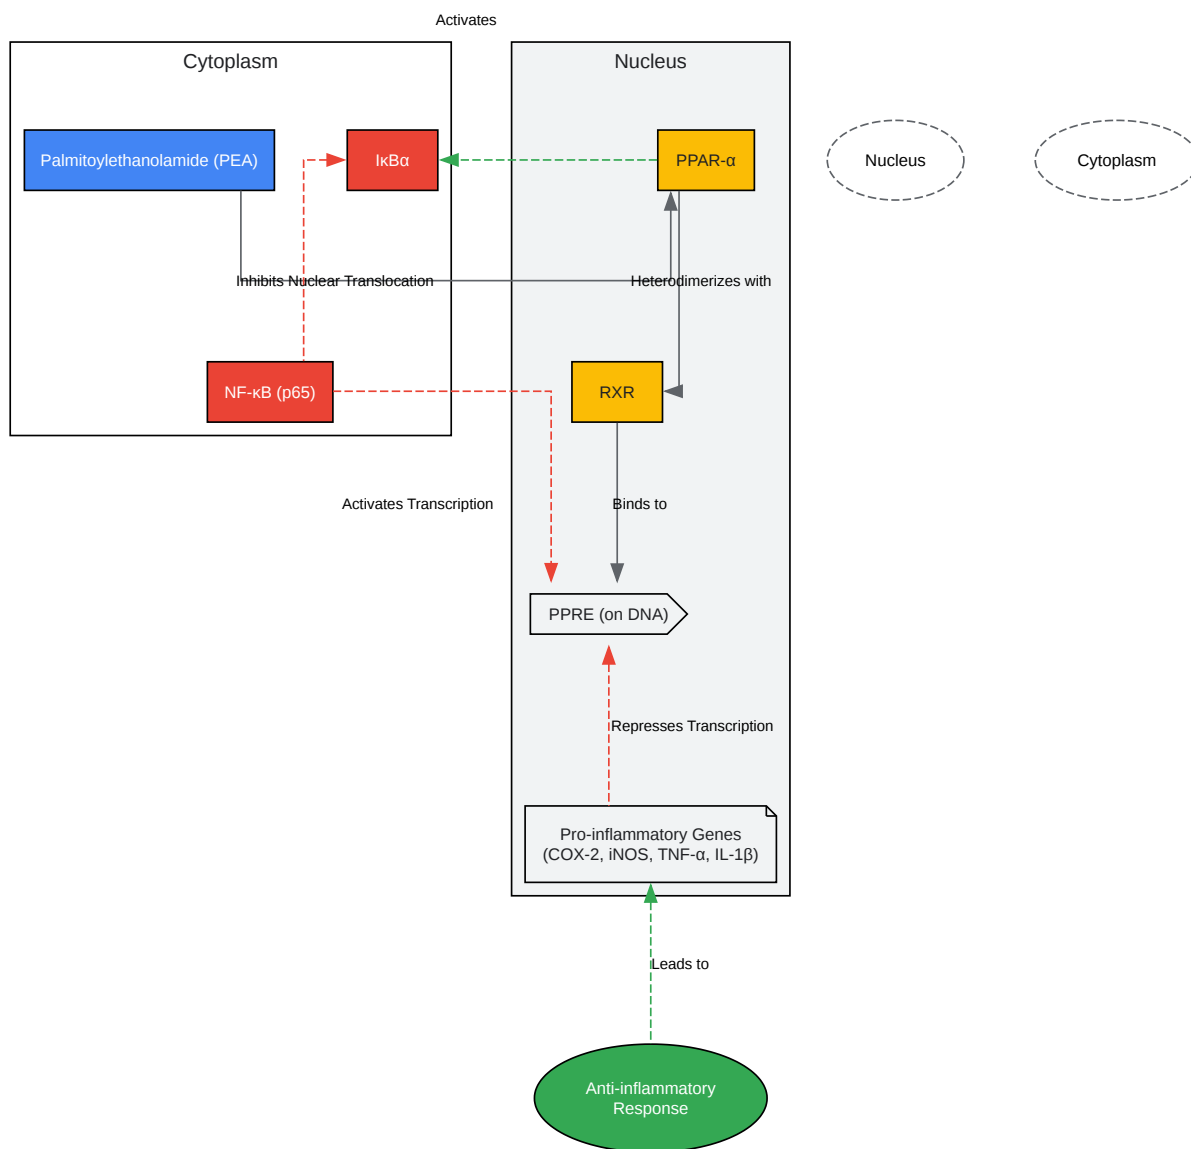 Activates
Cytoplasm
Nucleus
Palmitoylethanolamide (PEA)
IκBα
PPAR-α
Nucleus
Cytoplasm
Inhibits Nuclear Translocation
Heterodimerizes with
NF-κB (p65)
RXR
Activates Transcription
Binds to
PPRE (on DNA)
Represses Transcription
Pro-inflammatory Genes
(COX-2, iNOS, TNF-α, IL-1β)
Leads to
Anti-inflammatory
Response